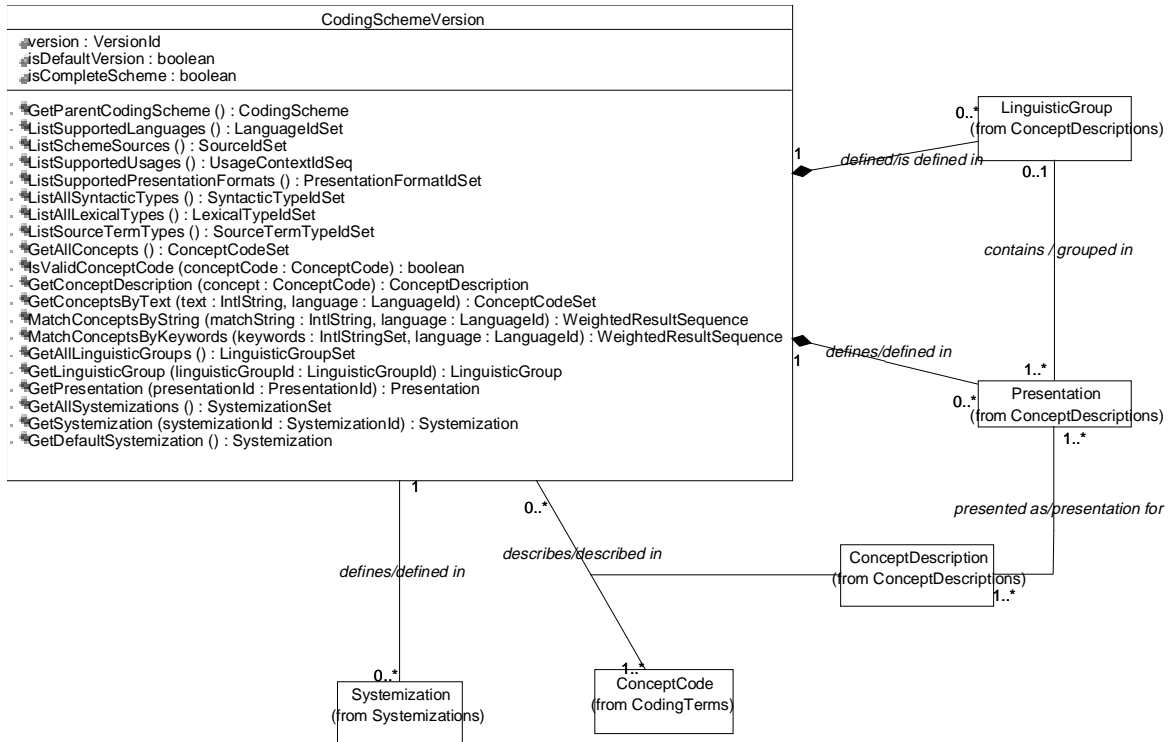 CodingSchemeVersion
version : VersionId
isDefaultVersion : boolean
isCompleteScheme : boolean
GetParentCodingScheme () : CodingScheme
ListSupportedLanguages () : LanguageIdSet
ListSchemeSources () : SourceIdSet
ListSupportedUsages () : UsageContextIdSeq
ListSupportedPresentationFormats () : PresentationFormatIdSet
ListAllSyntacticTypes () : SyntacticTypeIdSet
ListAllLexicalTypes () : LexicalTypeIdSet
ListSourceTermTypes () : SourceTermTypeIdSet
GetAllConcepts () : ConceptCodeSet
IsValidConceptCode (conceptCode : ConceptCode) : boolean
GetConceptDescription (concept : ConceptCode) : ConceptDescription
GetConceptsByText (text : IntlString, language : LanguageId) : ConceptCodeSet
MatchConceptsByString (matchString : IntlString, language : LanguageId) : WeightedResultSequence
MatchConceptsByKeywords (keywords : IntlStringSet, language : LanguageId) : WeightedResultSequence
GetAllLinguisticGroups () : LinguisticGroupSet
GetLinguisticGroup (linguisticGroupId : LinguisticGroupId) : LinguisticGroup
GetPresentation (presentationId : PresentationId) : Presentation
GetAllSystemizations () : SystemizationSet
GetSystemization (systemizationId : SystemizationId) : Systemization
GetDefaultSystemization () : Systemization
0..*
LinguisticGroup
(from ConceptDescriptions)
1
defined/is defined in
0..1
contains / grouped in
1
defines/defined in
1..*
0..*
Presentation
(from ConceptDescriptions)
1..*
presented as/presentation for
1
0..*
describes/described in
defines/defined in
ConceptDescription
(from ConceptDescriptions)
1..*
0..*
Systemization
(from Systemizations)
1..*
ConceptCode
(from CodingTerms)